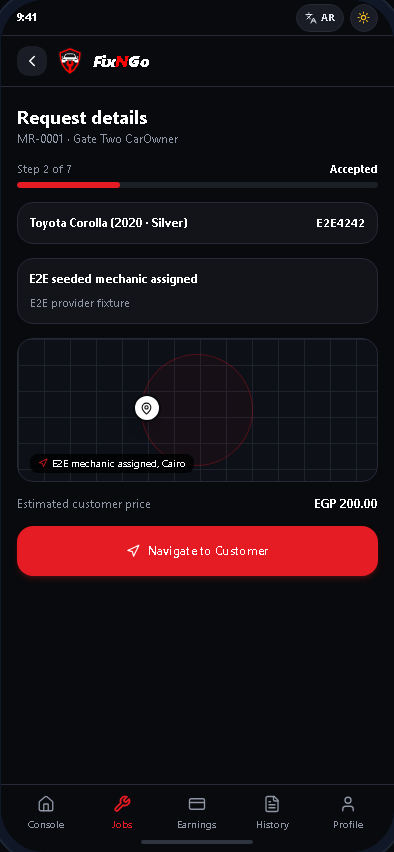 9:41
AR
FixNGo
Request details
MR-0001 · Gate Two CarOwner
Step 2 of 7
Accepted
Toyota Corolla (2020 · Silver)
E2E4242
E2E seeded mechanic assigned
E2E provider fixture
E2E mechanic assigned, Cairo
Estimated customer price
EGP 200.00
Navigate to Customer
Console
Jobs
Earnings
History
Profile